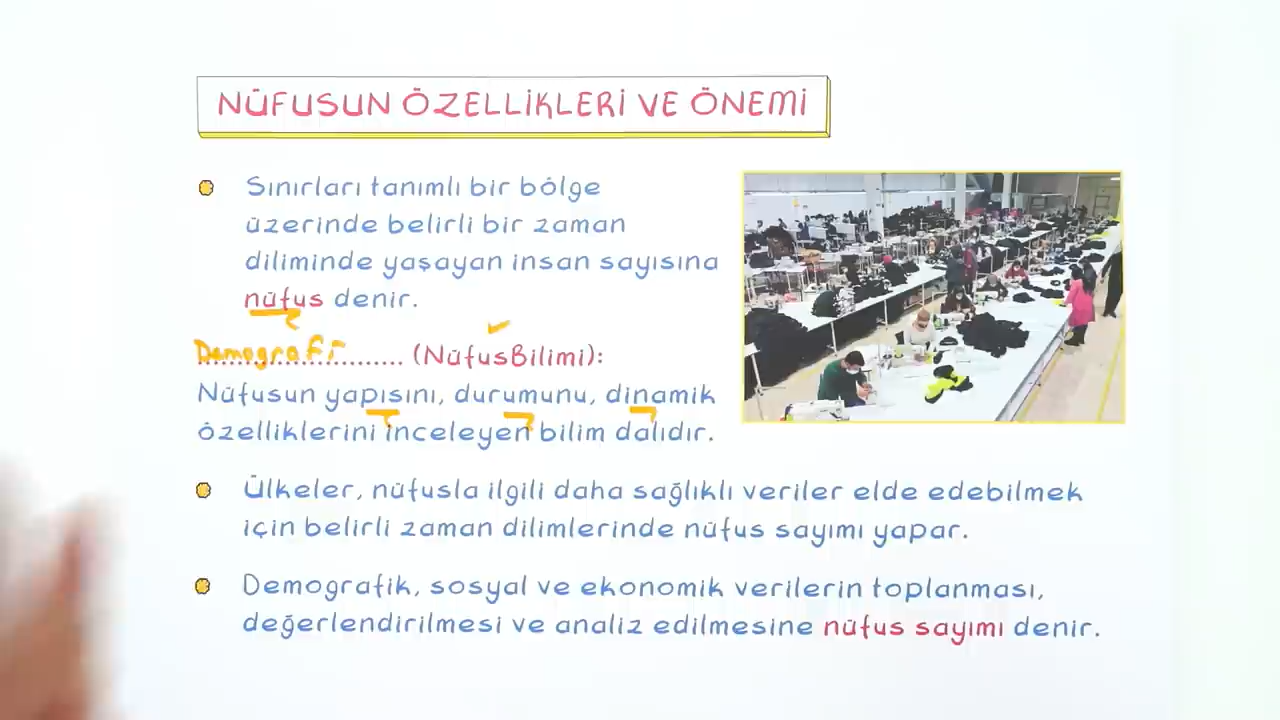 NÜFUSUN ÖZELLİKLERİ VE ÖNEMİ
Sınırları tanımlı bir bölge
üzerinde belirli bir zaman
diliminde yaşayan insan sayısına
nüfus denir.
Demografi.......... (NüfusBilimi):
Nüfusun yapısını, durumunu, dinamik
özelliklerini inceleyen bilim dalıdır.
Ülkeler, nüfusla ilgili daha sağlıklı veriler elde edebilmek
için belirli zaman dilimlerinde nüfus sayımı yapar.
Demografik, sosyal ve ekonomik verilerin toplanması,
değerlendirilmesi ve analiz edilmesine nüfus sayımı denir.